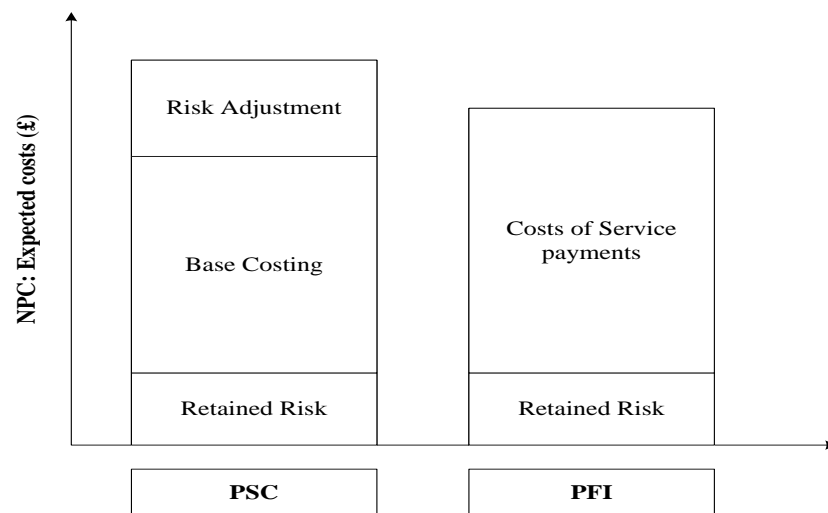 NPC: Expected costs (£)
Risk Adjustment
Base Costing
Retained Risk
Costs of Service
payments
Retained Risk
PSC
PFI